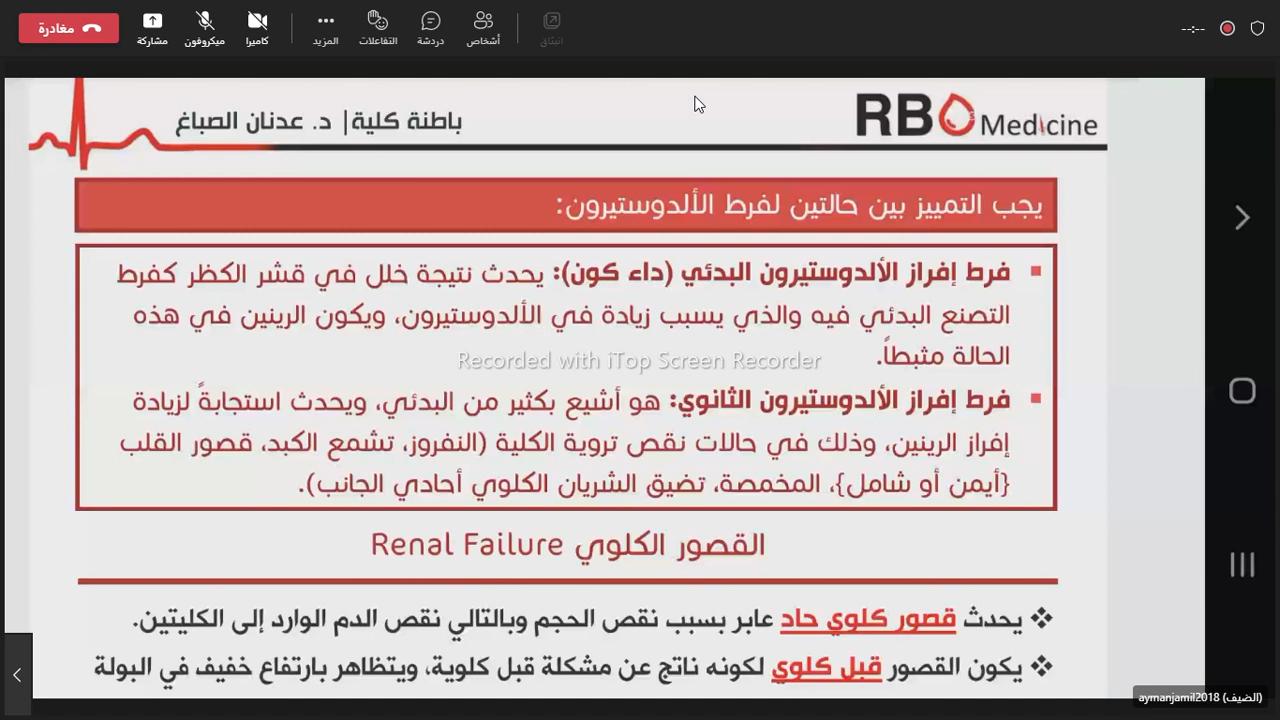 مغادرة
مشاركة
ميكروفون
كاميرا
المزيد
التفاعلات
دردشة
أشخاص
انبثاق
--:--
باطنة كلية| د. عدنان الصباغ
RB Medicine
يجب التمييز بين حالتين لفرط الألدوستيرون:
فرط إفراز الألدوستيرون البدئي (داء كون): يحدث نتيجة خلل في قشر الكظر كفرط
التصنع البدئي فيه والذي يسبب زيادة في الألدوستيرون، ويكون الرينين في هذه
الحالة مثبطاً.
Recorded with iTop Screen Recorder
فرط إفراز الألدوستيرون الثانوي: هو أشيع بكثير من البدئي، ويحدث استجابةً لزيادة
إفراز الرينين، وذلك في حالات نقص تروية الكلية (النفروز، تشمع الكبد، قصور القلب
{أيمن أو شامل}، المخمصة، تضيق الشريان الكلوي أحادي الجانب).
القصور الكلوي Renal Failure
يحدث قصور كلوي حاد عابر بسبب نقص الحجم وبالتالي نقص الدم الوارد إلى الكليتين.
يكون القصور قبل كلوي لكونه ناتج عن مشكلة قبل كلوية، ويتظاهر بارتفاع خفيف في البولة
aymanjamil2018 (الضيف)